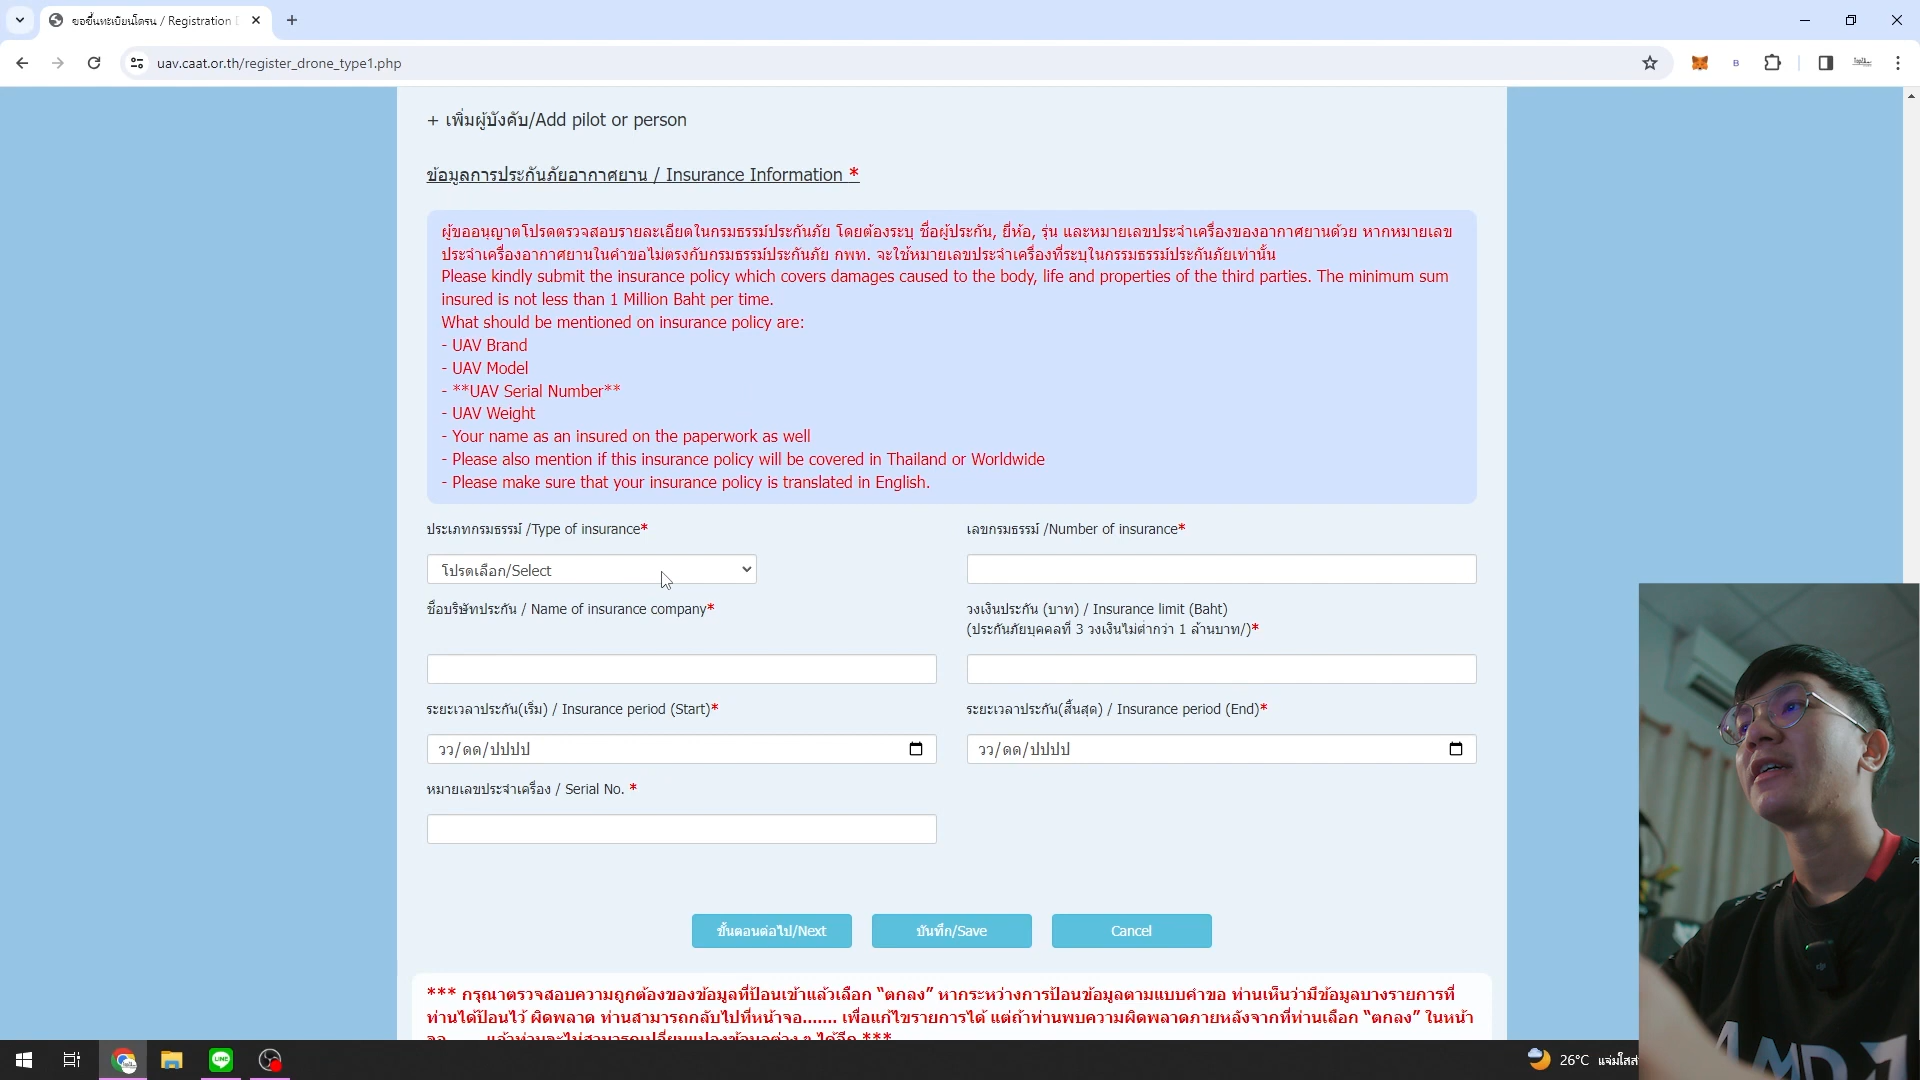 ขอขึ้นทะเบียนโดรน / Registration
uav.caat.or.th/register_drone_type1.php
+ เพิ่มผู้บังคับ/Add pilot or person
ข้อมูลการประกันภัยอากาศยาน / Insurance Information *
ผู้ขออนุญาตโปรดตรวจสอบรายละเอียดในกรมธรรม์ประกันภัย โดยต้องระบุ ชื่อผู้ประกัน, ยี่ห้อ, รุ่น และหมายเลขประจำเครื่องของอากาศยานด้วย หากหมายเลข
ประจำเครื่องอากาศยานในคำขอไม่ตรงกับกรมธรรม์ประกันภัย กพท. จะใช้หมายเลขประจำเครื่องที่ระบุในกรรมธรรม์ประกันภัยเท่านั้น
Please kindly submit the insurance policy which covers damages caused to the body, life and properties of the third parties. The minimum sum
insured is not less than 1 Million Baht per time.
What should be mentioned on insurance policy are:
- UAV Brand
- UAV Model
- **UAV Serial Number**
- UAV Weight
- Your name as an insured on the paperwork as well
- Please also mention if this insurance policy will be covered in Thailand or Worldwide
- Please make sure that your insurance policy is translated in English.
ประเภทกรมธรรม์ /Type of insurance*
เลขกรมธรรม์ /Number of insurance*
โปรดเลือก/Select
ชื่อบริษัทประกัน / Name of insurance company*
วงเงินประกัน (บาท) / Insurance limit (Baht)
(ประกันภัยบุคคลที่ 3 วงเงินไม่ต่ำกว่า 1 ล้านบาท/)*
ระยะเวลาประกัน(เริ่ม) / Insurance period (Start)*
ระยะเวลาประกัน(สิ้นสุด) / Insurance period (End)*
วว/ดด/ปปปป
วว/ดด/ปปปป
หมายเลขประจำเครื่อง / Serial No. *
ขั้นตอนต่อไป/Next
บันทึก/Save
Cancel
*** กรุณาตรวจสอบความถูกต้องของข้อมูลที่ป้อนเข้าแล้วเลือก “ตกลง” หากระหว่างการป้อนข้อมูลตามแบบคำขอ ท่านเห็นว่ามีข้อมูลบางรายการที่
ท่านได้ป้อนไว้ ผิดพลาด ท่านสามารถกลับไปที่หน้าจอ....... เพื่อแก้ไขรายการได้ แต่ถ้าท่านพบความผิดพลาดภายหลังจากที่ท่านเลือก “ตกลง” ในหน้า
26°C